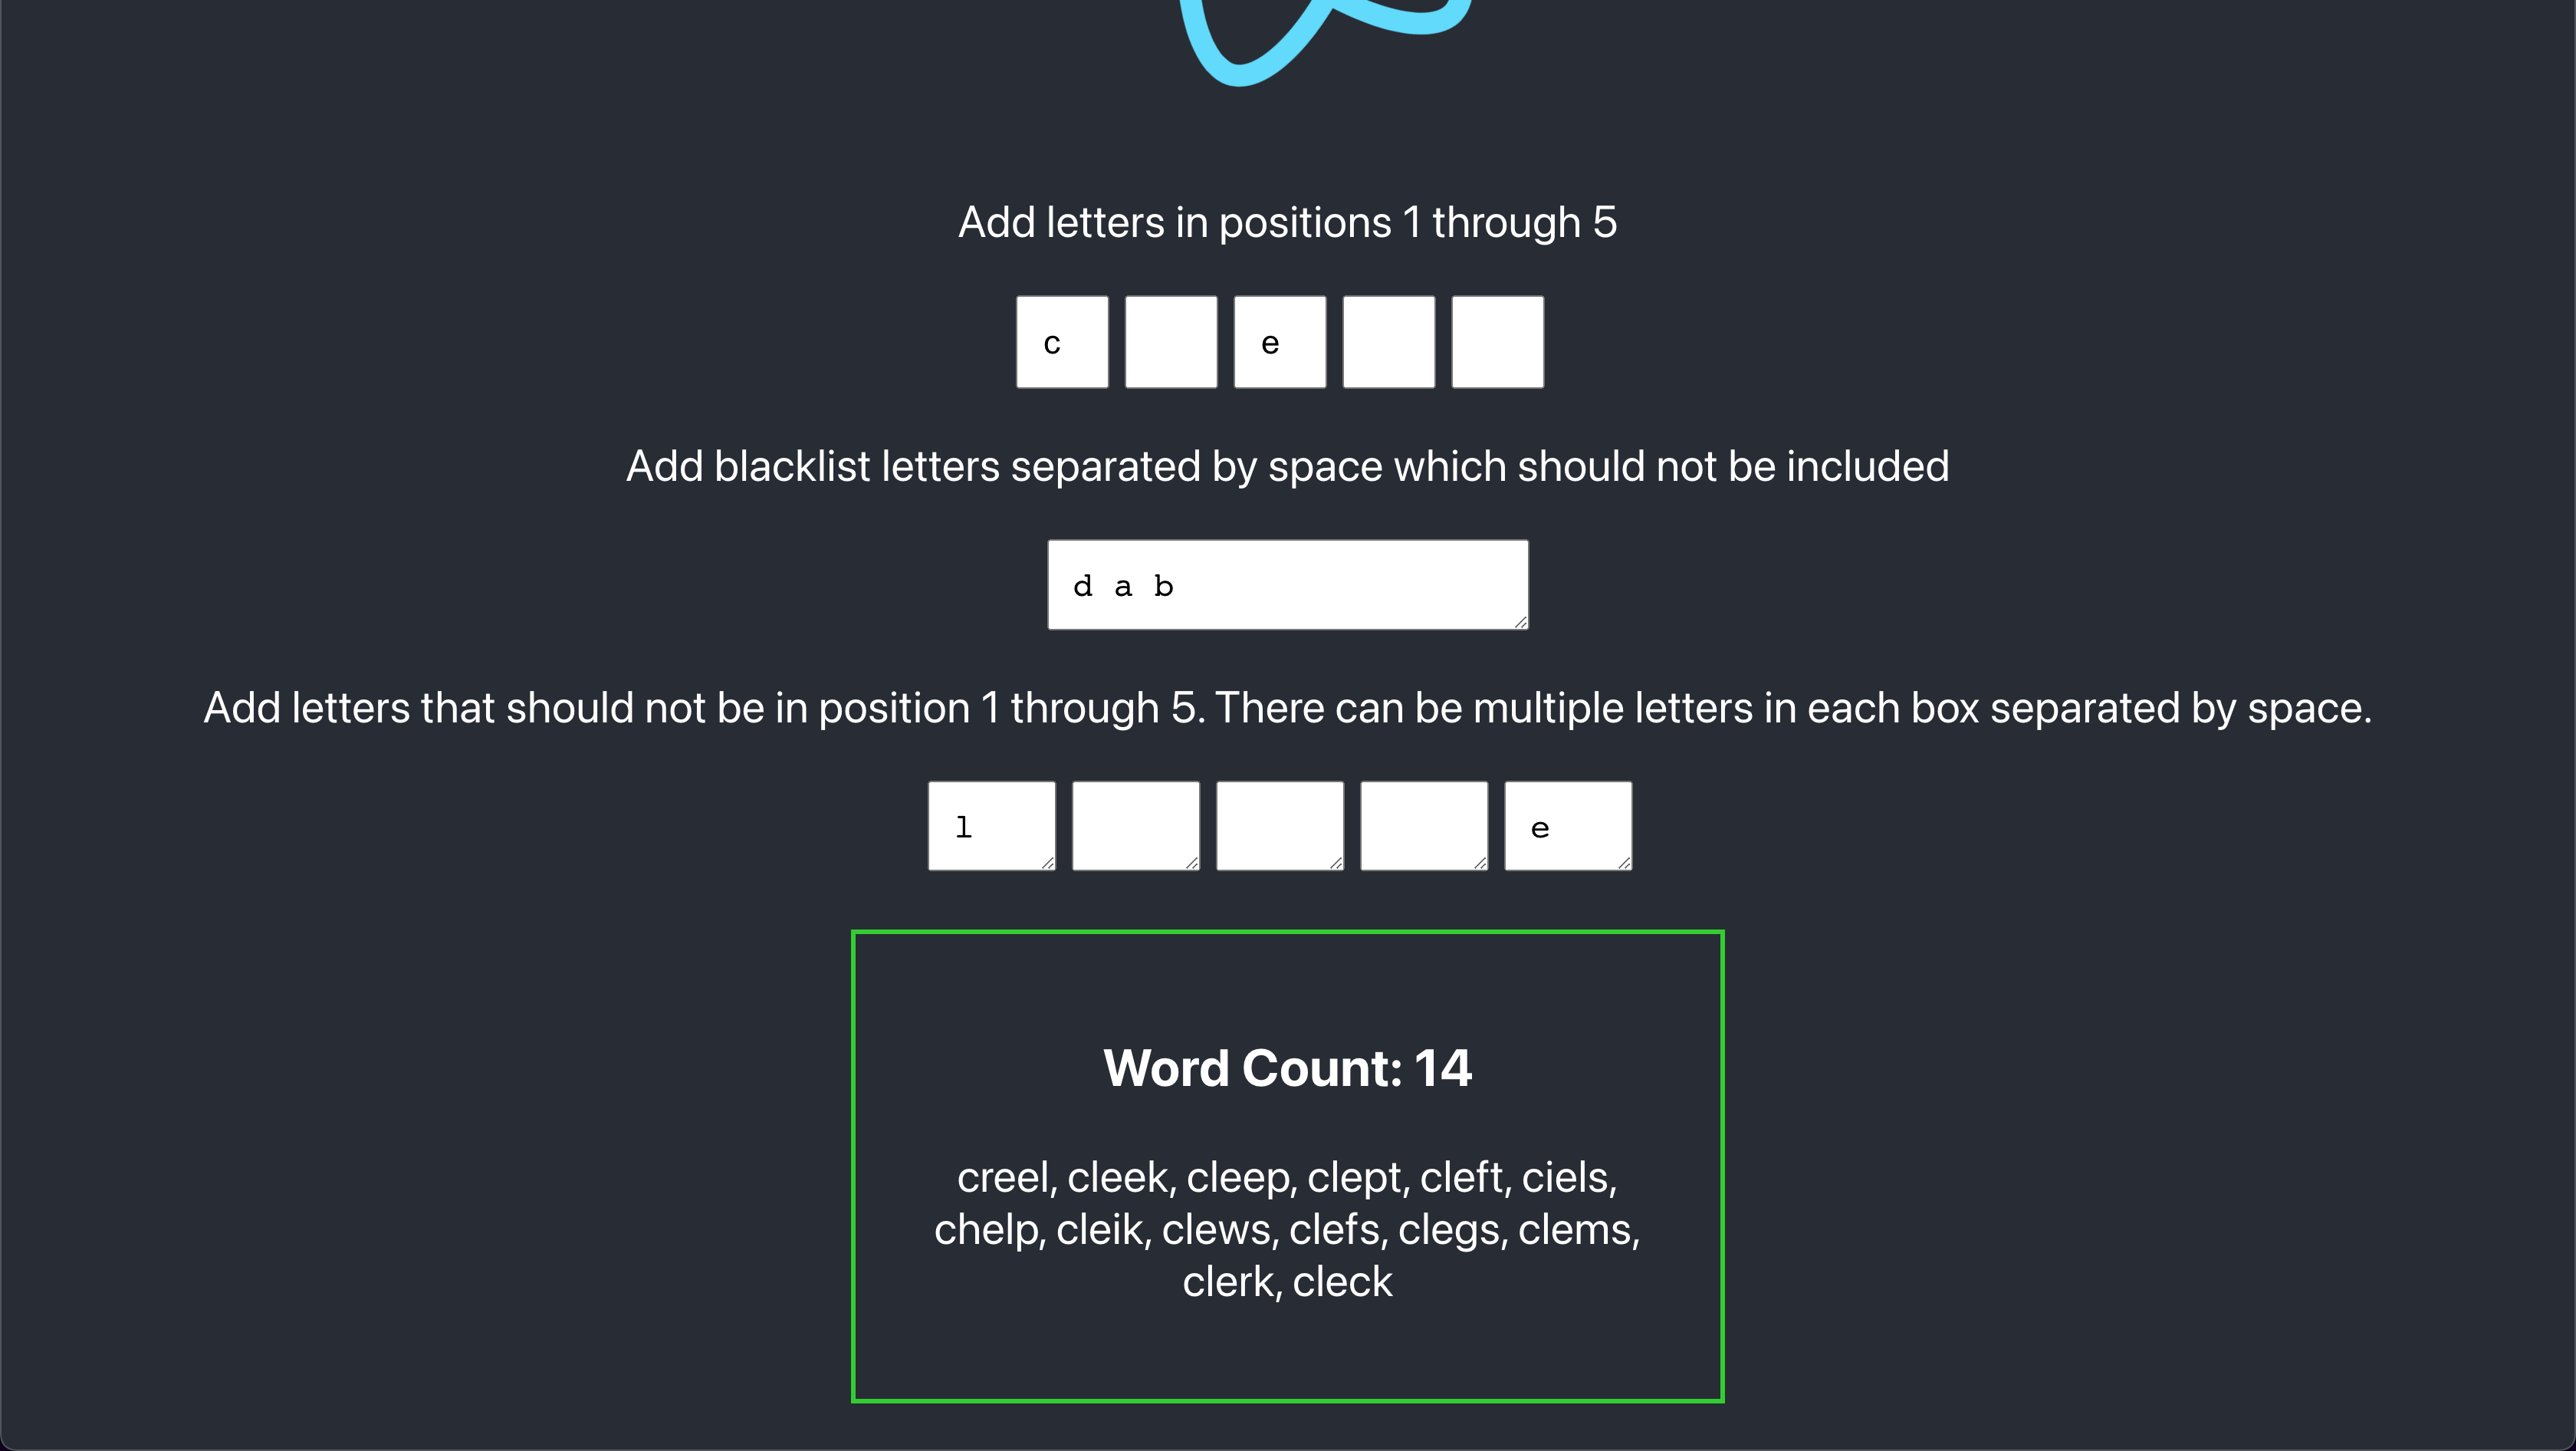 Add letters in positions 1 through 5
c e
Add blacklist letters separated by space which should not be included
d a b
Add letters that should not be in position 1 through 5. There can be multiple letters in each box separated by space.
l e
Word Count: 14
creel, cleek, cleep, clept, cleft, ciels,
chelp, cleik, clews, clefs, clegs, clems,
clerk, cleck